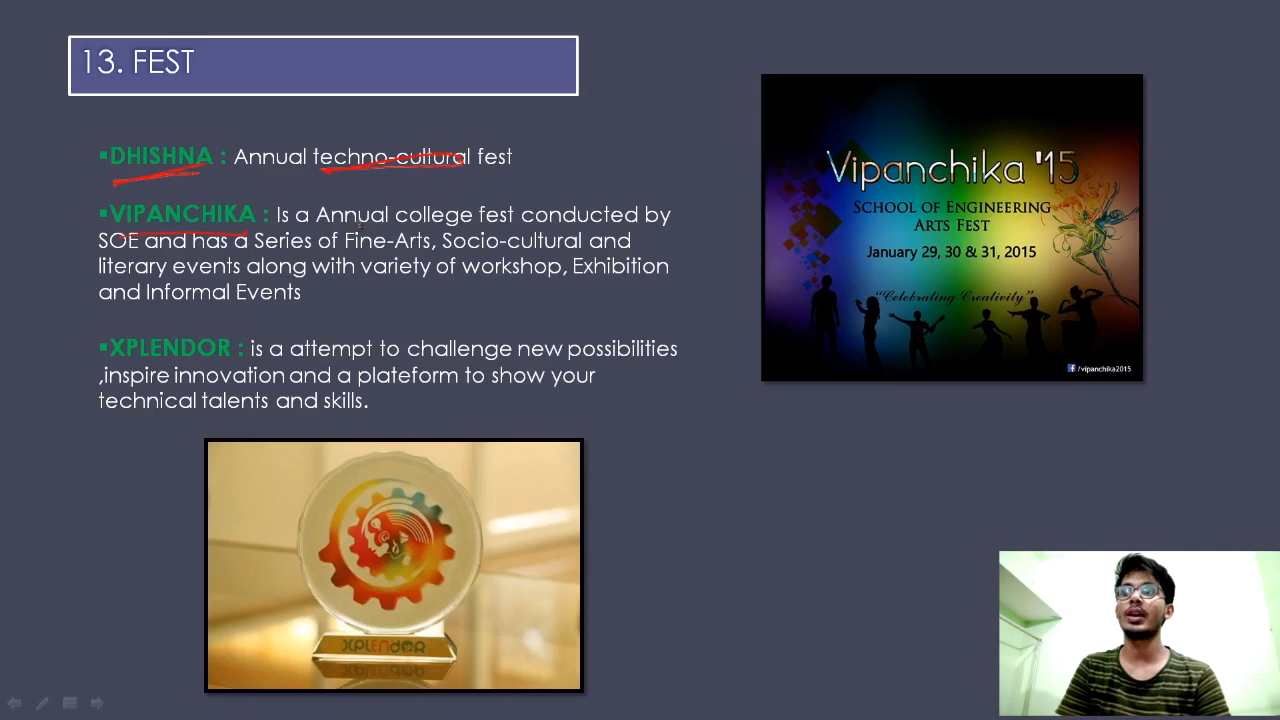 13. FEST
▪DHISHNA : Annual techno-cultural fest
▪VIPANCHIKA : Is a Annual college fest conducted by
SOE and has a Series of Fine-Arts, Socio-cultural and
literary events along with variety of workshop, Exhibition
and Informal Events
▪XPLENDOR : is a attempt to challenge new possibilities
,inspire innovation and a plateform to show your
technical talents and skills.
Vipanchika '15
SCHOOL OF ENGINEERING
ARTS FEST
January 29, 30 & 31, 2015
"Celebrating Creativity"
f /vipanchika2015
XPLENDOR